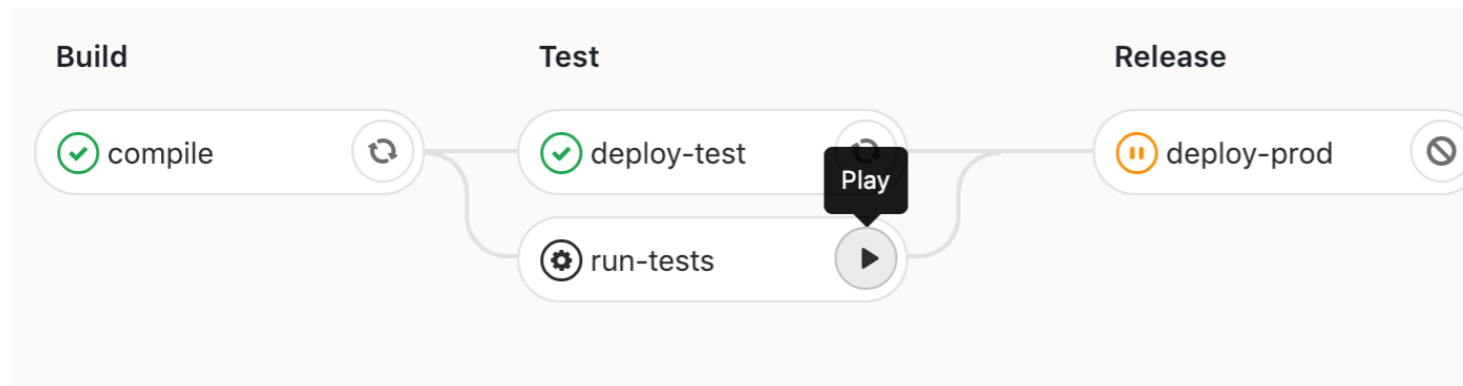 Build
Test
Release
compile
deploy-test
deploy-prod
Play
run-tests